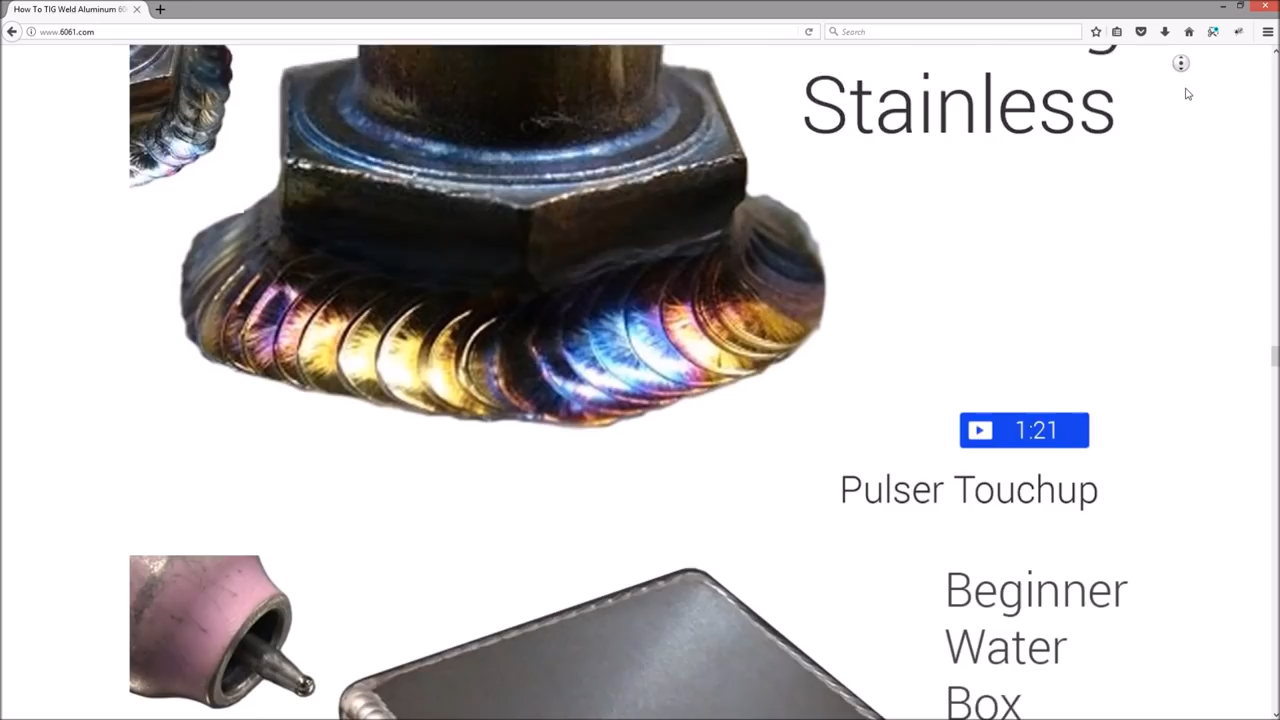 How To TIG Weld Aluminum 60
www.6061.com
Search
Stainless
1:21
Pulser Touchup
Beginner
Water
Box